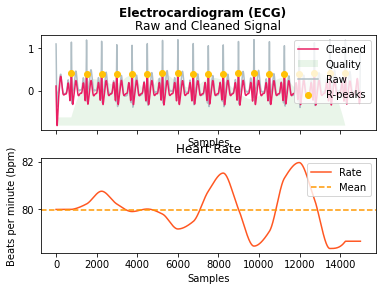 Electrocardiogram (ECG)
Raw and Cleaned Signal
1
0
Cleaned
Quality
Raw
R-peaks
Samples
Heart Rate
Beats per minute (bpm)
82
80
Rate
Mean
0 2000 4000 6000 8000 10000 12000 14000
Samples